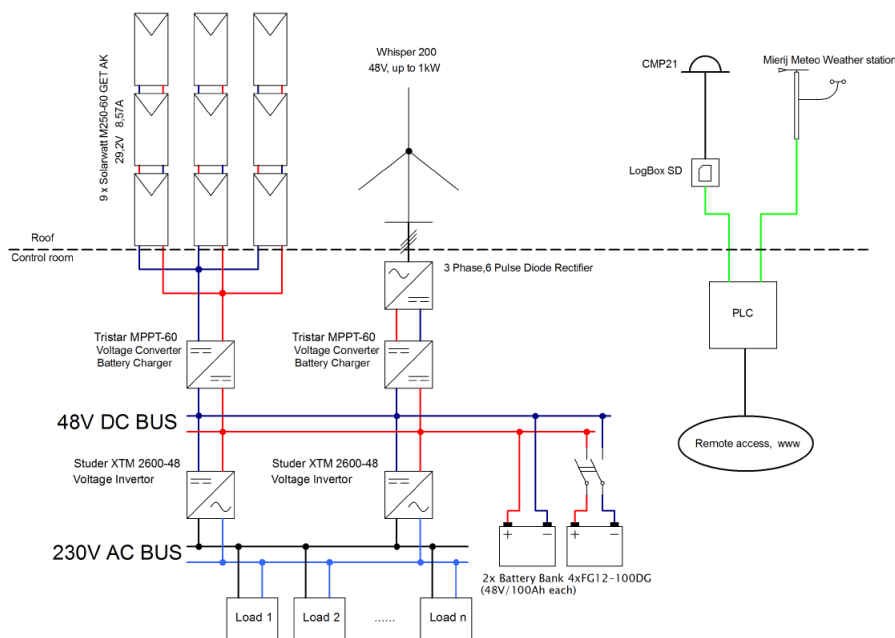 9 x Solarwatt M250-60 GET AK
29,2V 8,57A
Whisper 200
48V, up to 1kW
CMP21
Mierij Meteo Weather station
LogBox SD
Roof
Control room
3 Phase,6 Pulse Diode Rectifier
PLC
Tristar MPPT-60
Voltage Converter
Battery Charger
Tristar MPPT-60
Voltage Converter
Battery Charger
48V DC BUS
Remote access, www
Studer XTM 2600-48
Voltage Invertor
Studer XTM 2600-48
Voltage Invertor
+ −
+ −
230V AC BUS
2x Battery Bank 4xFG12-100DG
(48V/100Ah each)
Load 1
Load 2
......
Load n